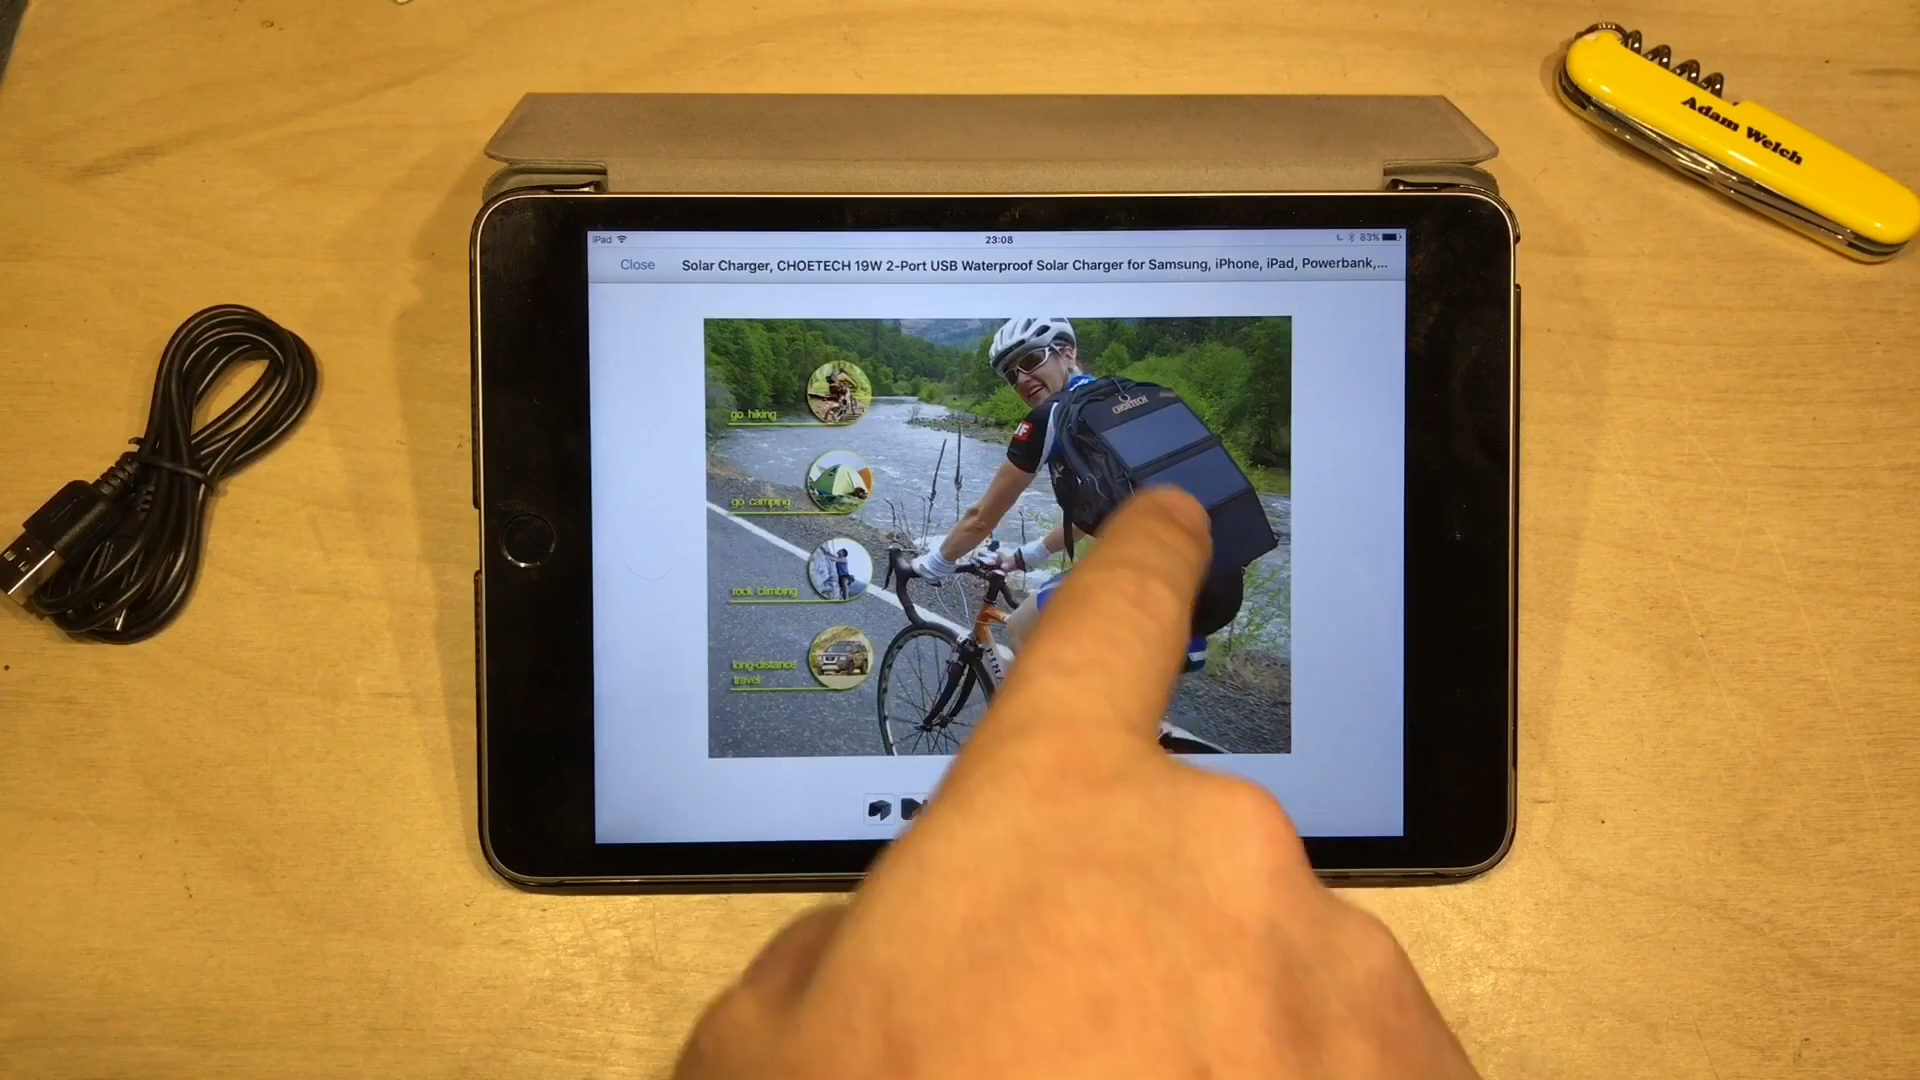 Adam Welch
iPad
23:08
83%
Close
Solar Charger, CHOETECH 19W 2-Port USB Waterproof Solar Charger for Samsung, iPhone, iPad, Powerbank,...
CHOETECH
go hiking
go camping
rock climbing
long-distance
travel